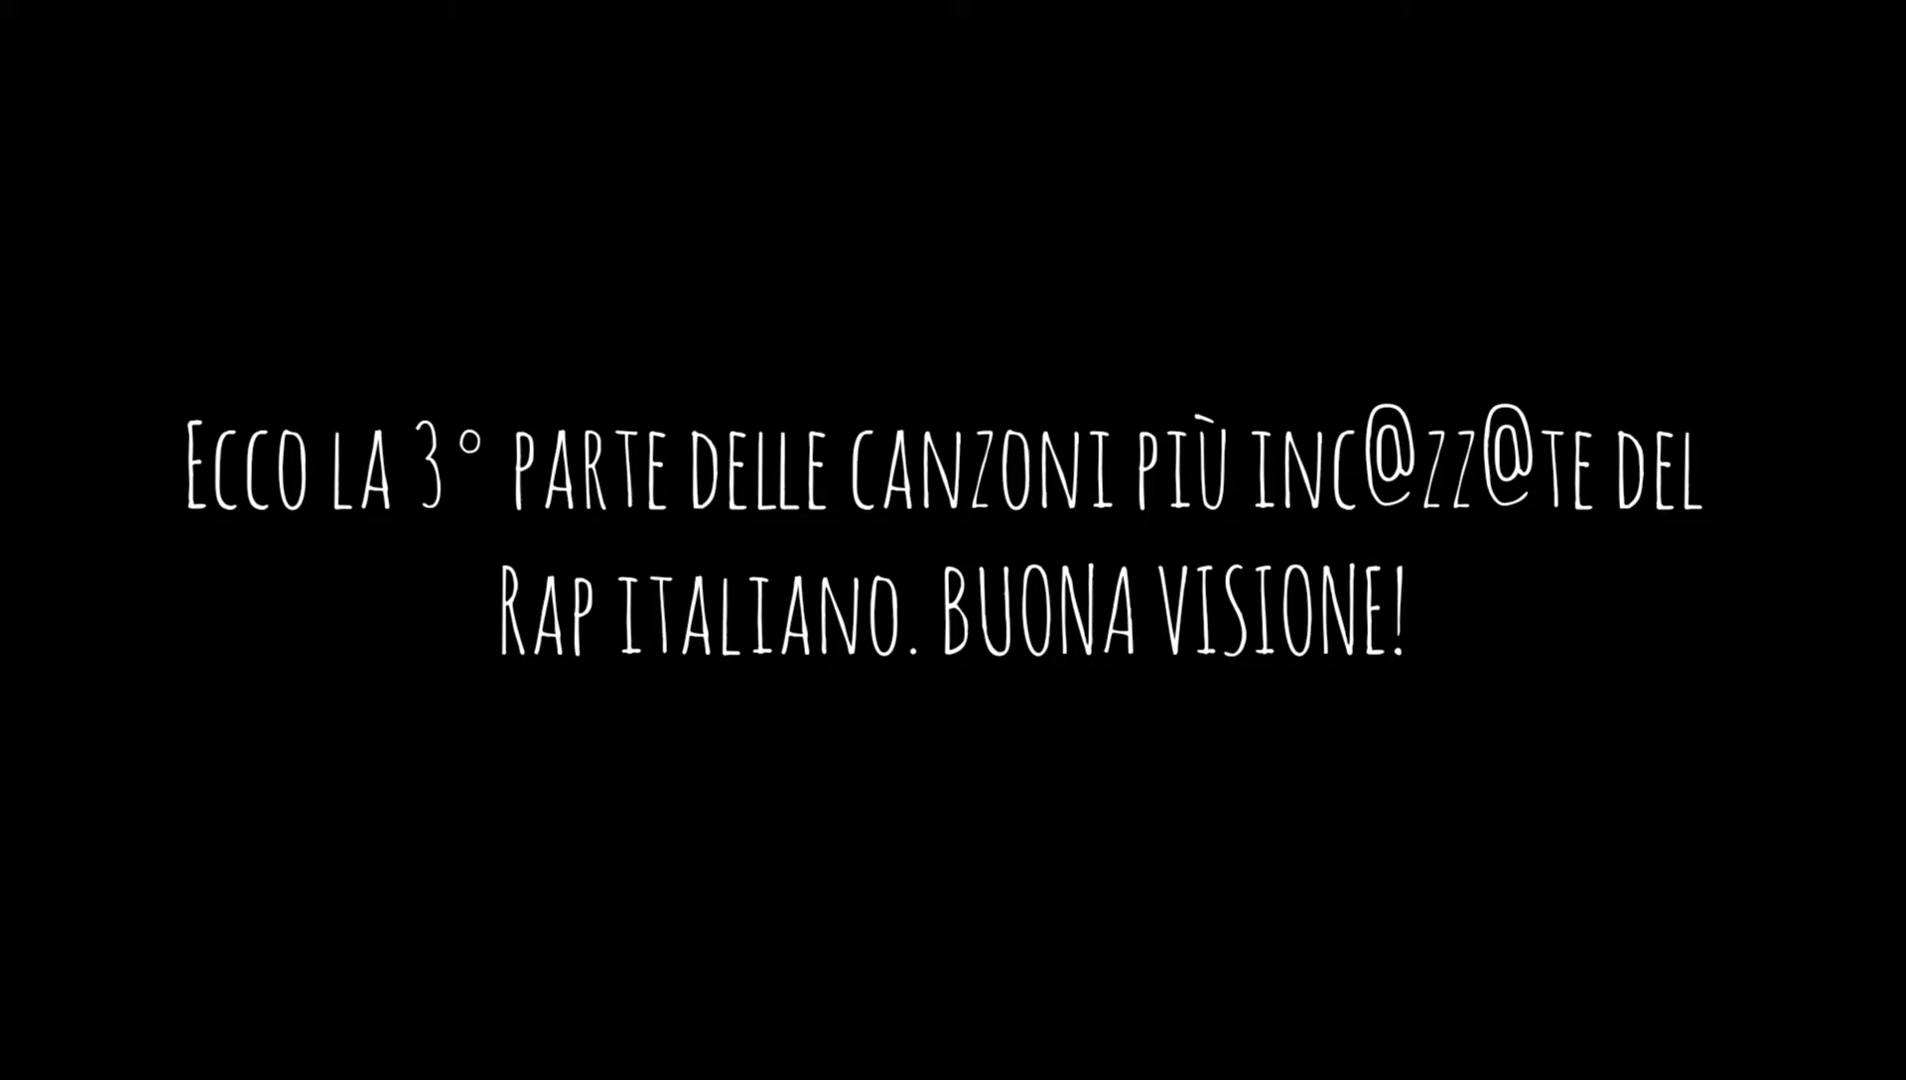 Ecco la 3° parte delle canzoni più inc@zz@te del
Rap italiano. BUONA VISIONE!